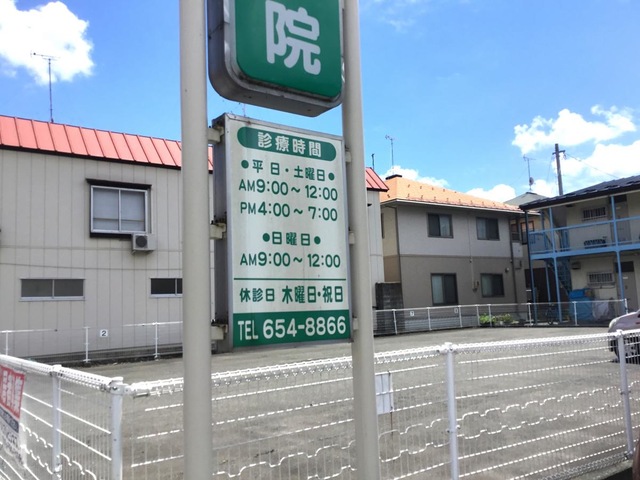 院
診療時間
●平日・土曜日●
AM9:00〜12:00
PM4:00〜7:00
●日曜日●
AM9:00〜12:00
休診日 木曜日・祝日
TEL 654-8866
2